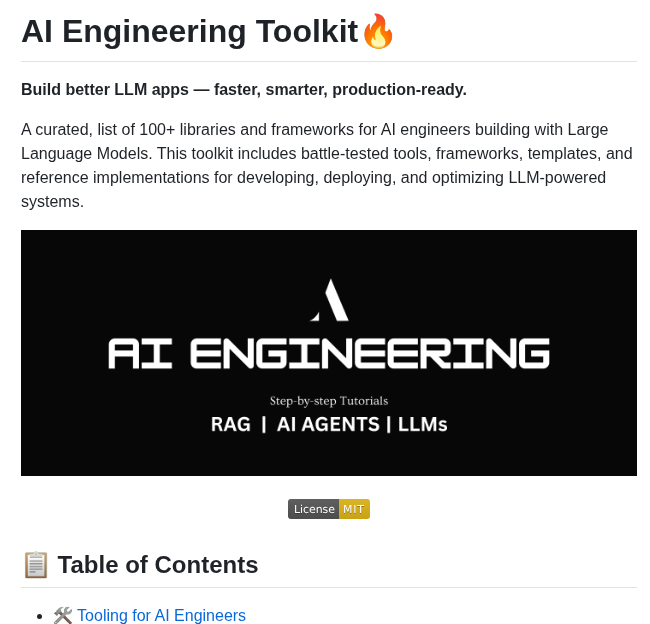 AI Engineering Toolkit🔥
Build better LLM apps — faster, smarter, production-ready.
A curated, list of 100+ libraries and frameworks for AI engineers building with Large
Language Models. This toolkit includes battle-tested tools, frameworks, templates, and
reference implementations for developing, deploying, and optimizing LLM-powered
systems.
AI ENGINEERING
Step-by-step Tutorials
RAG | AI AGENTS | LLMs
License MIT
📋 Table of Contents
• 🛠️ Tooling for AI Engineers